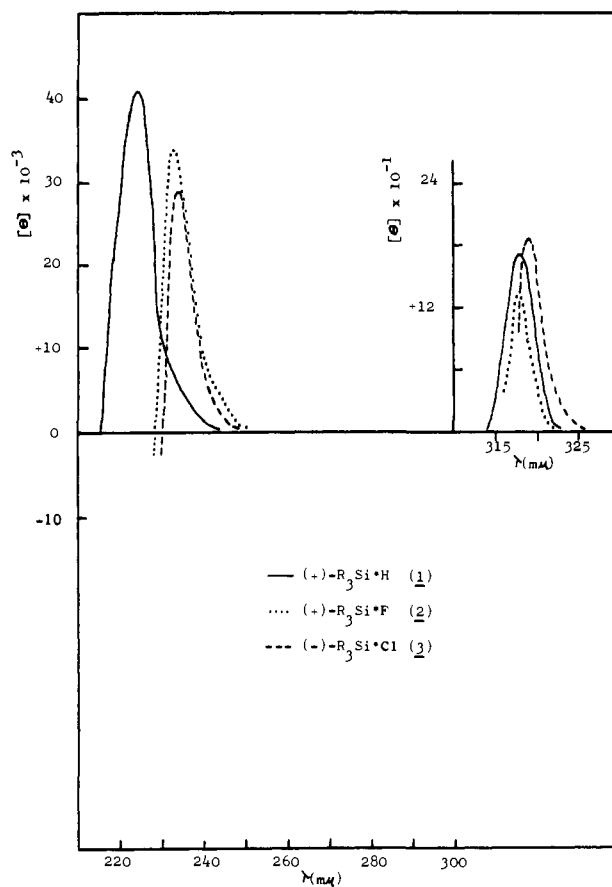 40
30
20
+10
0
-10
[Θ] x 10⁻³
24
+12
[Θ] x 10⁻¹
315 325
λ(mμ)
— (+)-R₃Si•H (1)
···· (+)-R₃Si•F (2)
--- (-)-R₃Si•Cl (3)
220 240 260 280 300
λ(mμ)